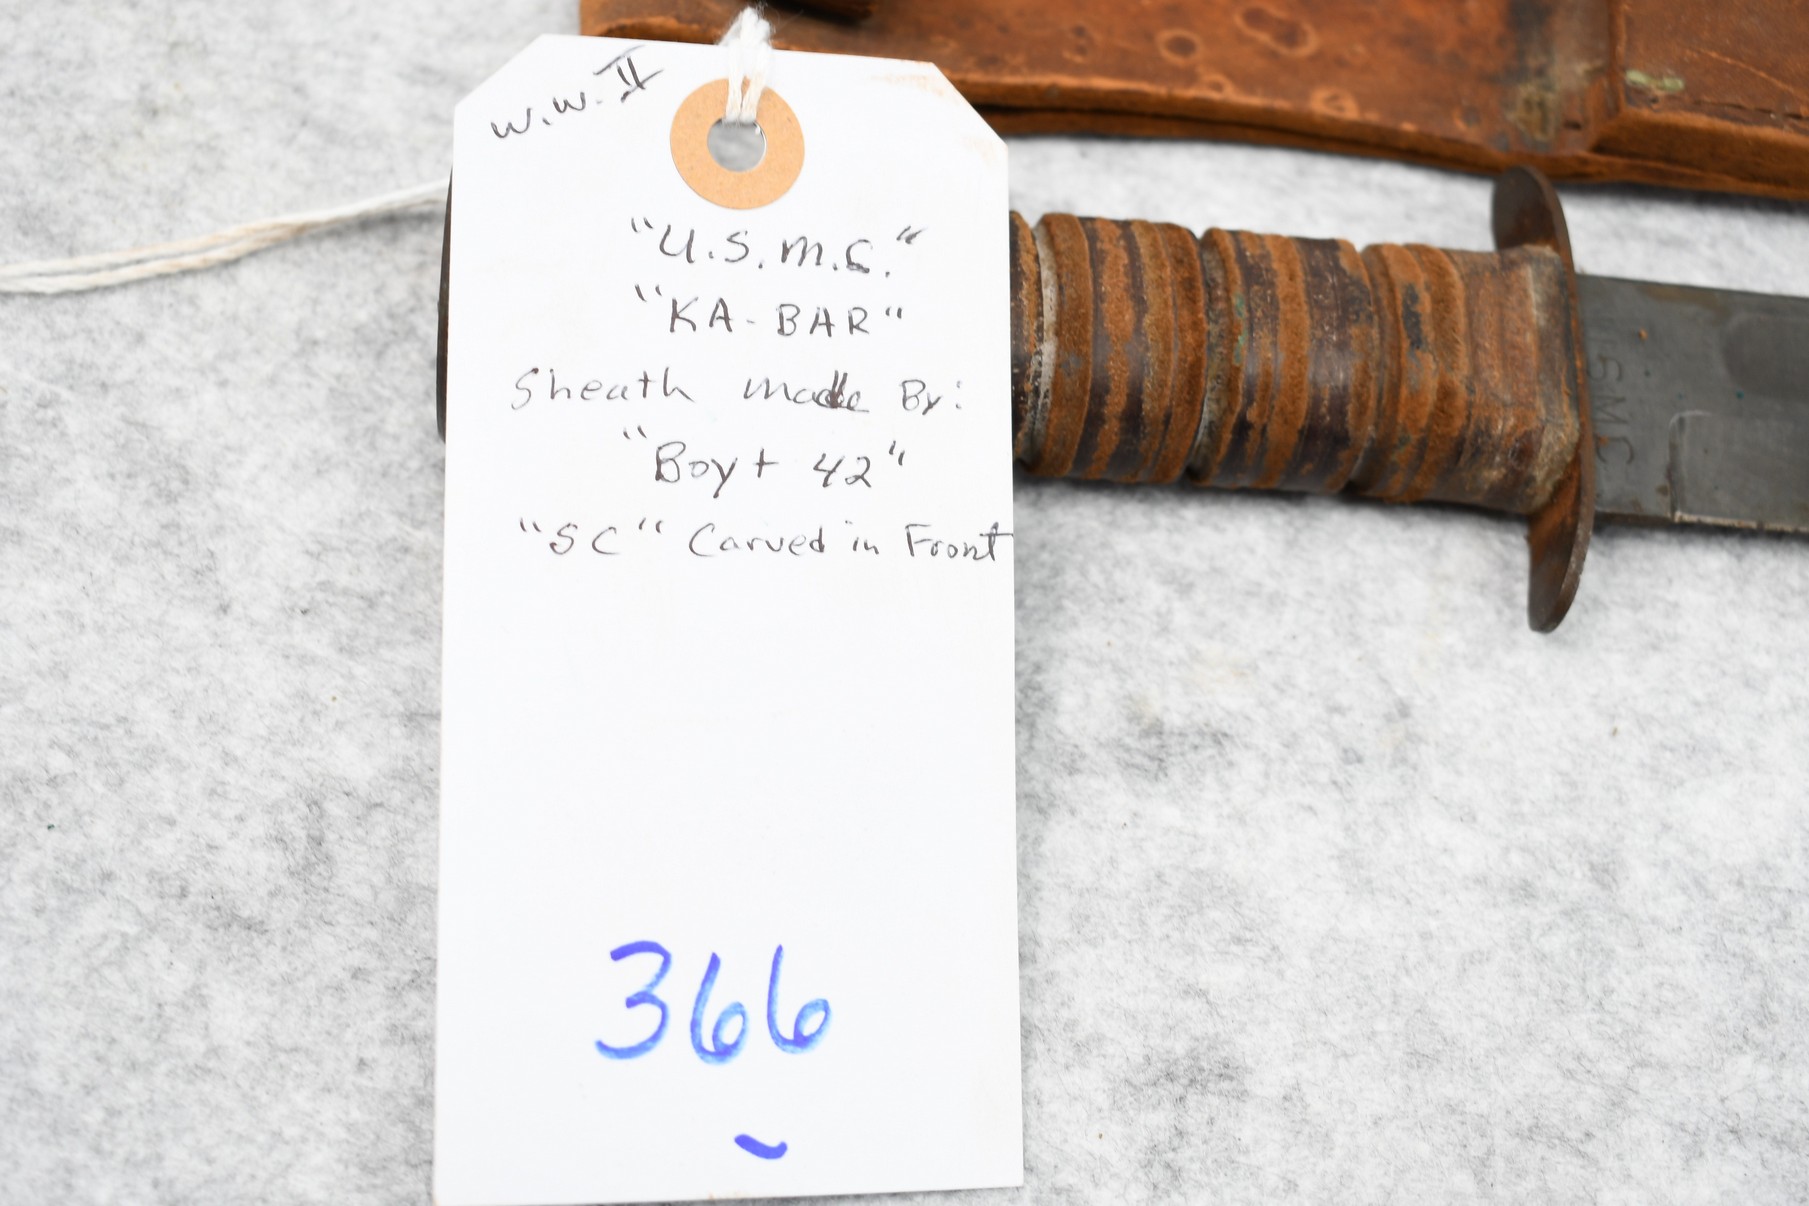 W.W. II
"U.S.M.C."
"KA-BAR"
Sheath made By:
"Boyt 42"
"SC" Carved in Front
366
USMC